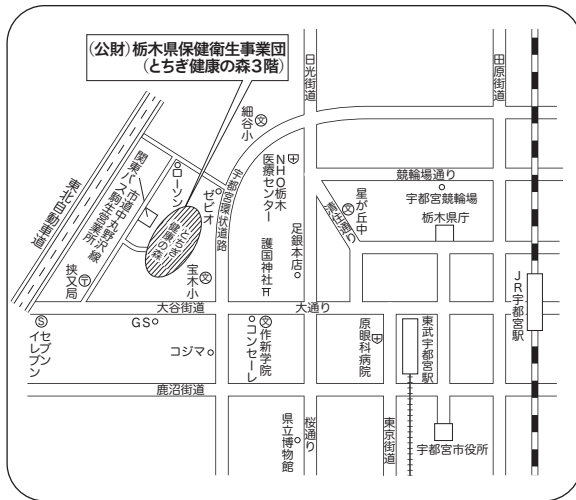 (公財)栃木県保健衛生事業団
(とちぎ健康の森3階)
日光街道
田原街道
細谷小
文
宇都宮環状道路
NHO栃木
医療センター
競輪場通り
宇都宮競輪場
星が丘中
文
栃木県庁
ローソン
ゼビオ
市道中丸野沢線
関東バス駒生営業所
東北自動車道
とちぎ
健康の森
宝木小
文
護国神社
足銀本店
挟又局
〒
大谷街道
大通り
JR宇都宮駅
S
セブン
イレブン
GS
コジマ
文
作新学院
コンセーレ
原眼科病院
東武宇都宮駅
鹿沼街道
県立博物館
桜通り
東京街道
宇都宮市役所